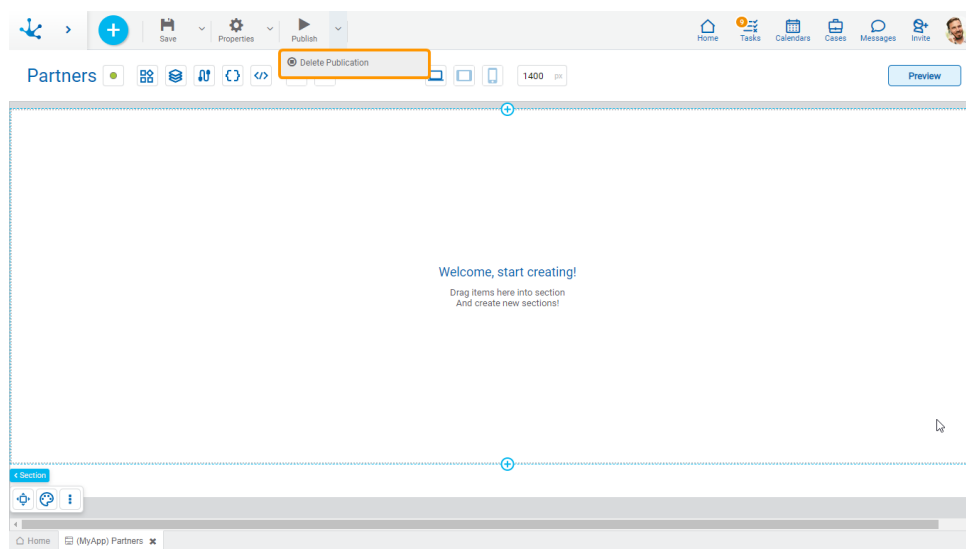 Save
Properties
Publish
Home
9
Tasks
Calendars
Cases
Messages
Invite
Delete Publication
Partners
1400 px
Preview
Welcome, start creating!
Drag items here into section
And create new sections!
< Section
Home
(MyApp) Partners